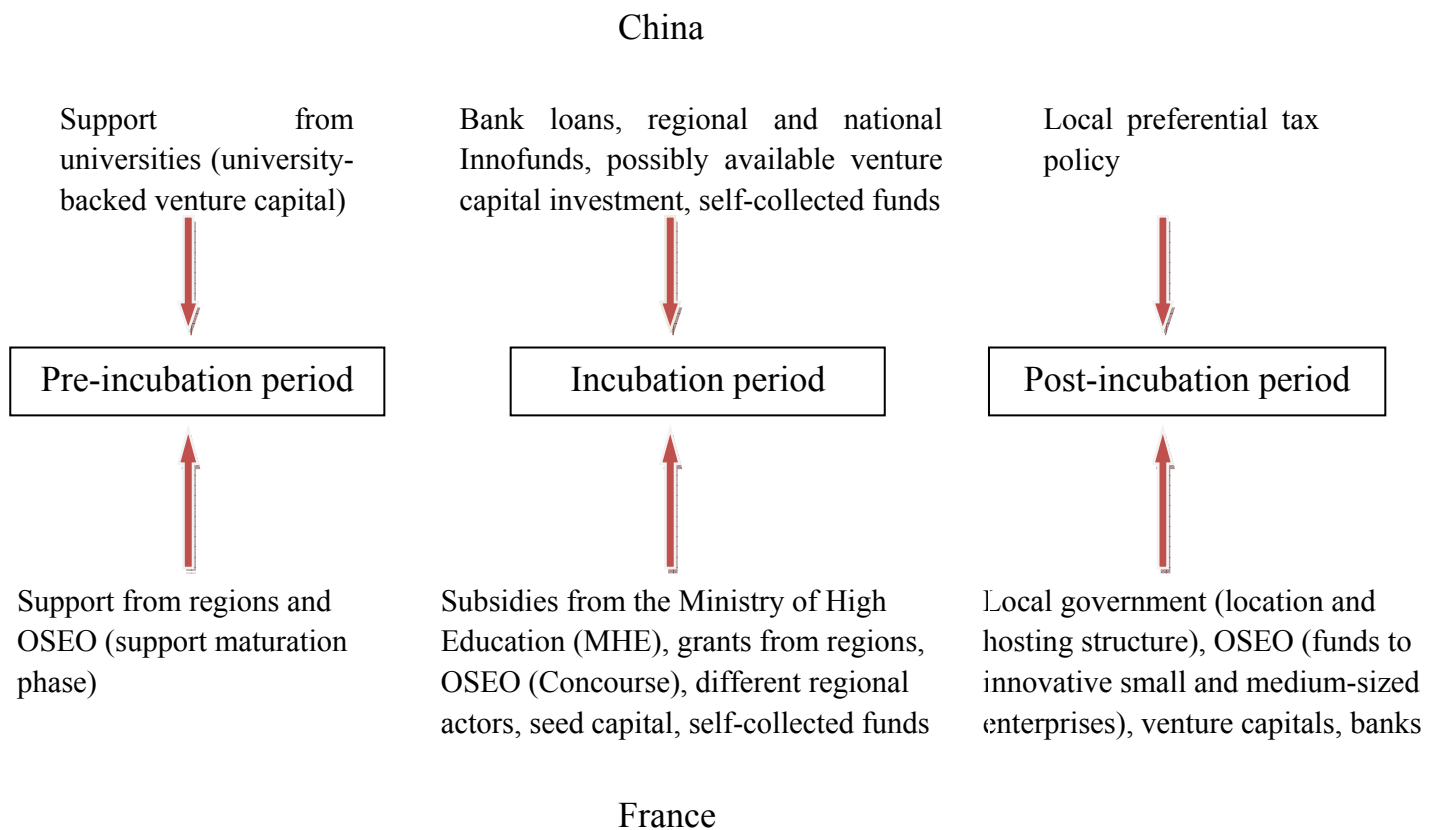 China
Support from
universities (university-
backed venture capital)
Bank loans, regional and national
Innofunds, possibly available venture
capital investment, self-collected funds
Local preferential tax
policy
Pre-incubation period
Incubation period
Post-incubation period
Support from regions and
OSEO (support maturation
phase)
Subsidies from the Ministry of High
Education (MHE), grants from regions,
OSEO (Concourse), different regional
actors, seed capital, self-collected funds
Local government (location and
hosting structure), OSEO (funds to
innovative small and medium-sized
enterprises), venture capitals, banks
France